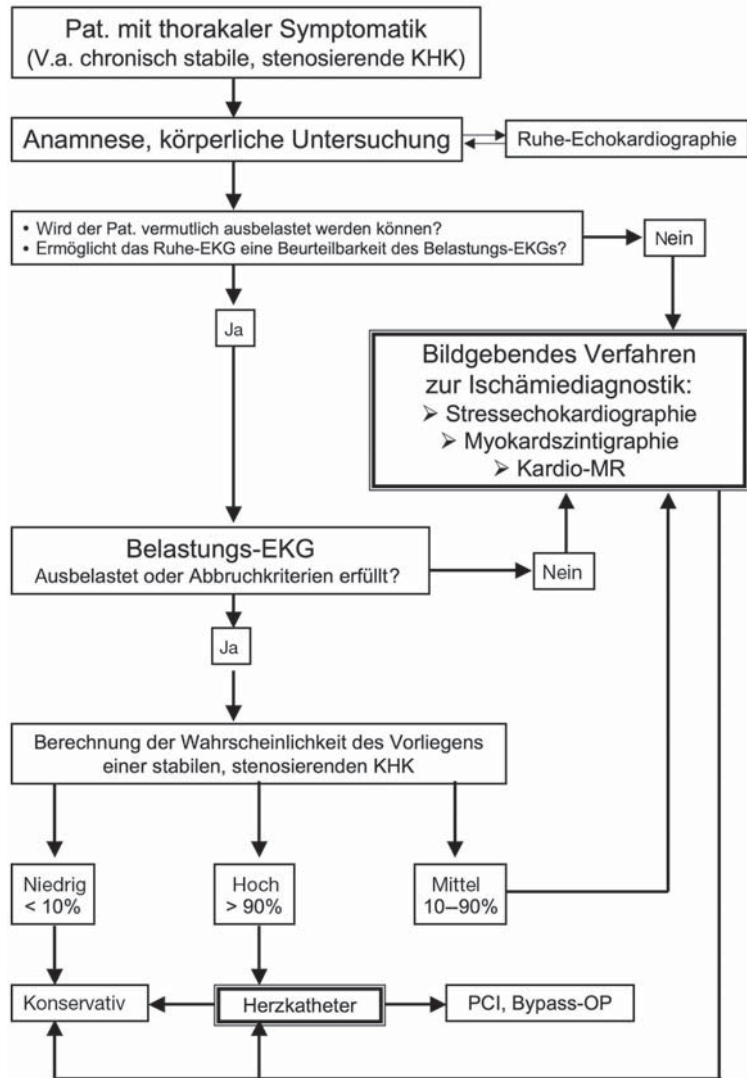 Pat. mit thorakaler Symptomatik
(V.a. chronisch stabile, stenosierende KHK)
Anamnese, körperliche Untersuchung
Ruhe-Echokardiographie
• Wird der Pat. vermutlich ausbelastet werden können?
• Ermöglicht das Ruhe-EKG eine Beurteilbarkeit des Belastungs-EKGs?
Nein
Ja
Bildgebendes Verfahren
zur Ischämiediagnostik:
➢ Stressechokardiographie
➢ Myokardszintigraphie
➢ Kardio-MR
Belastungs-EKG
Ausbelastet oder Abbruchkriterien erfüllt?
Nein
Ja
Berechnung der Wahrscheinlichkeit des Vorliegens
einer stabilen, stenosierenden KHK
Niedrig
< 10%
Hoch
> 90%
Mittel
10–90%
Konservativ
Herzkatheter
PCI, Bypass-OP